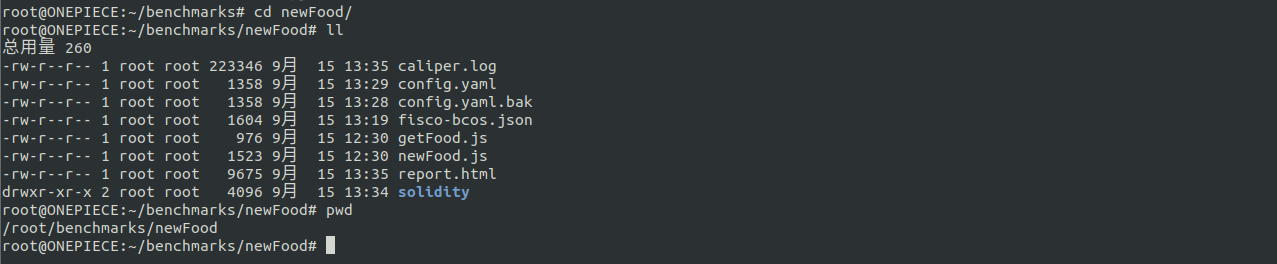 root@ONEPIECE:~/benchmarks# cd newFood/
root@ONEPIECE:~/benchmarks/newFood# ll
总用量 260
-rw-r--r-- 1 root root 223346 9月  15 13:35 caliper.log
-rw-r--r-- 1 root root   1358 9月  15 13:29 config.yaml
-rw-r--r-- 1 root root   1358 9月  15 13:28 config.yaml.bak
-rw-r--r-- 1 root root   1604 9月  15 13:19 fisco-bcos.json
-rw-r--r-- 1 root root    976 9月  15 12:30 getFood.js
-rw-r--r-- 1 root root   1523 9月  15 12:30 newFood.js
-rw-r--r-- 1 root root   9675 9月  15 13:35 report.html
drwxr-xr-x 2 root root   4096 9月  15 13:34 solidity
root@ONEPIECE:~/benchmarks/newFood# pwd
/root/benchmarks/newFood
root@ONEPIECE:~/benchmarks/newFood#